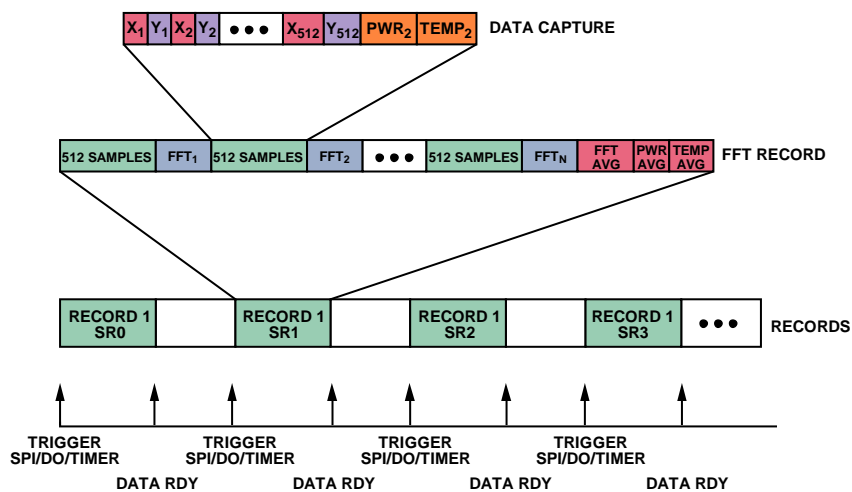 X1 Y1 X2 Y2 ••• X512 Y512 PWR2 TEMP2 DATA CAPTURE
512 SAMPLES FFT1 512 SAMPLES FFT2 ••• 512 SAMPLES FFTN FFT AVG PWR AVG TEMP AVG FFT RECORD
RECORD 1 SR0 RECORD 1 SR1 RECORD 1 SR2 RECORD 1 SR3 ••• RECORDS
TRIGGER TRIGGER TRIGGER TRIGGER
SPI/DO/TIMER SPI/DO/TIMER SPI/DO/TIMER SPI/DO/TIMER
DATA RDY DATA RDY DATA RDY DATA RDY